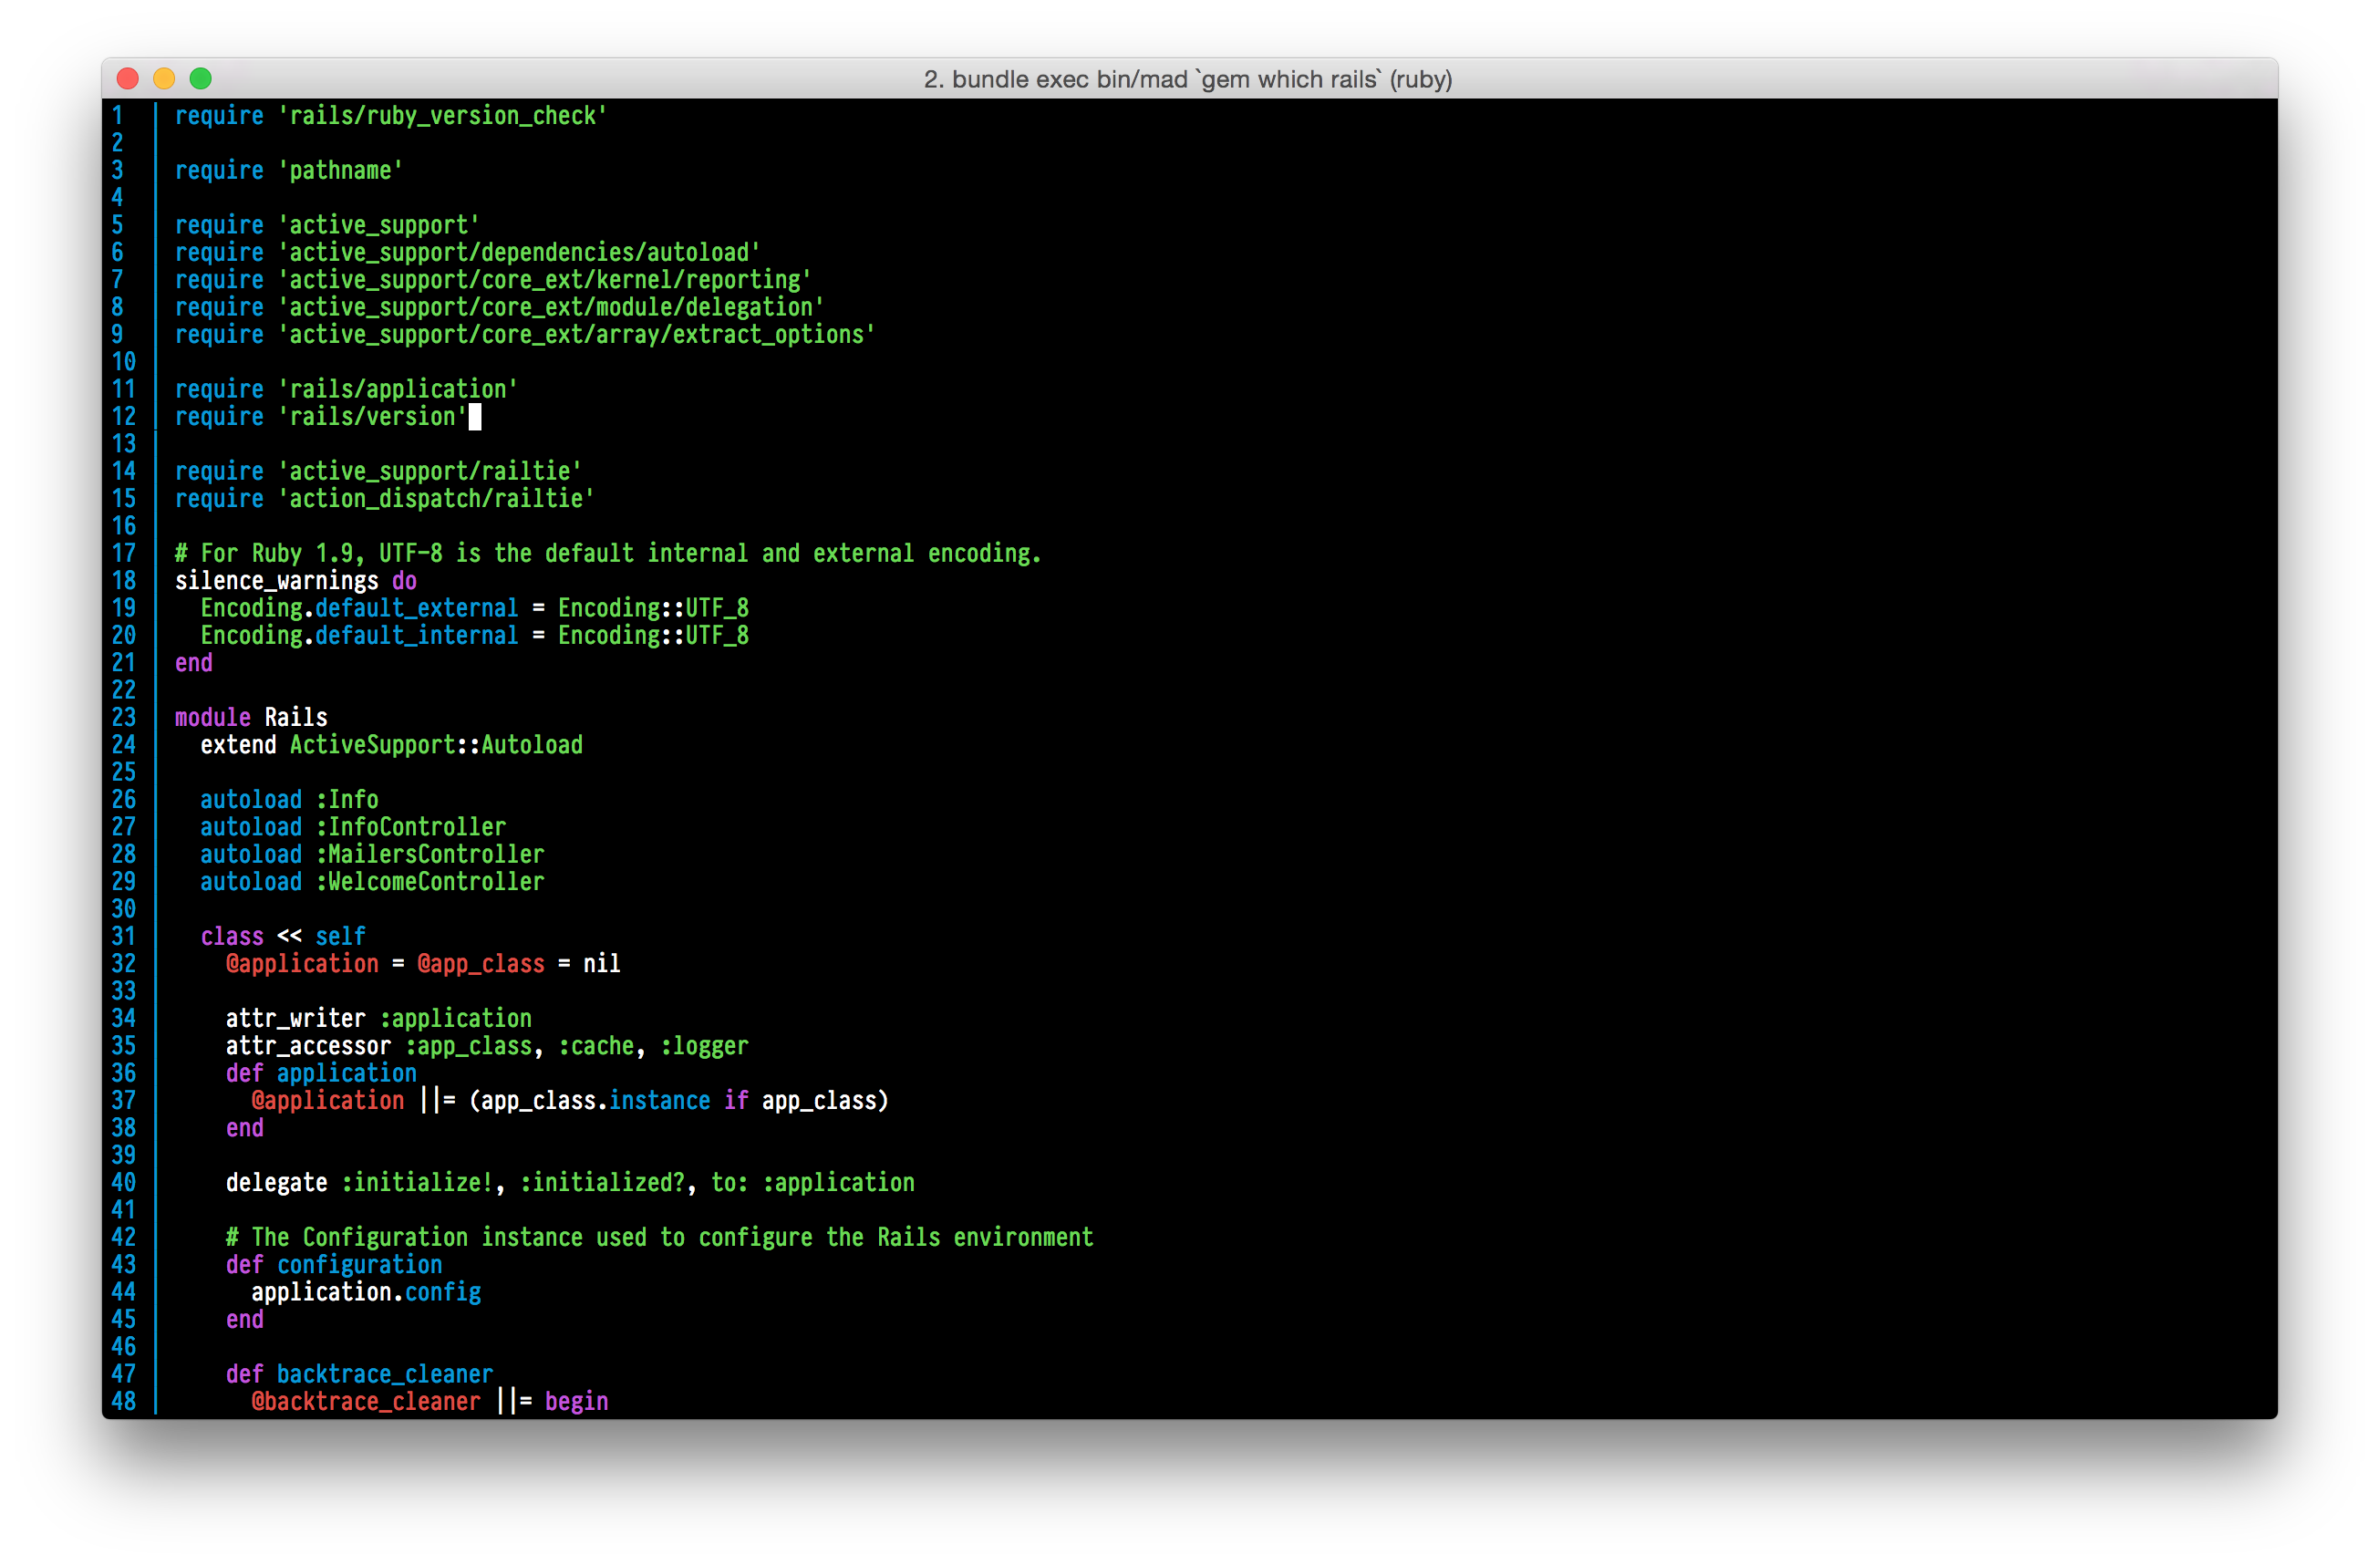 2. bundle exec bin/mad `gem which rails` (ruby)
1 require 'rails/ruby_version_check'
2
3 require 'pathname'
4
5 require 'active_support'
6 require 'active_support/dependencies/autoload'
7 require 'active_support/core_ext/kernel/reporting'
8 require 'active_support/core_ext/module/delegation'
9 require 'active_support/core_ext/array/extract_options'
10
11 require 'rails/application'
12 require 'rails/version'
13
14 require 'active_support/railtie'
15 require 'action_dispatch/railtie'
16
17 # For Ruby 1.9, UTF-8 is the default internal and external encoding.
18 silence_warnings do
19   Encoding.default_external = Encoding::UTF_8
20   Encoding.default_internal = Encoding::UTF_8
21 end
22
23 module Rails
24   extend ActiveSupport::Autoload
25
26   autoload :Info
27   autoload :InfoController
28   autoload :MailersController
29   autoload :WelcomeController
30
31   class << self
32     @application = @app_class = nil
33
34     attr_writer :application
35     attr_accessor :app_class, :cache, :logger
36     def application
37       @application ||= (app_class.instance if app_class)
38     end
39
40     delegate :initialize!, :initialized?, to: :application
41
42     # The Configuration instance used to configure the Rails environment
43     def configuration
44       application.config
45     end
46
47     def backtrace_cleaner
48       @backtrace_cleaner ||= begin